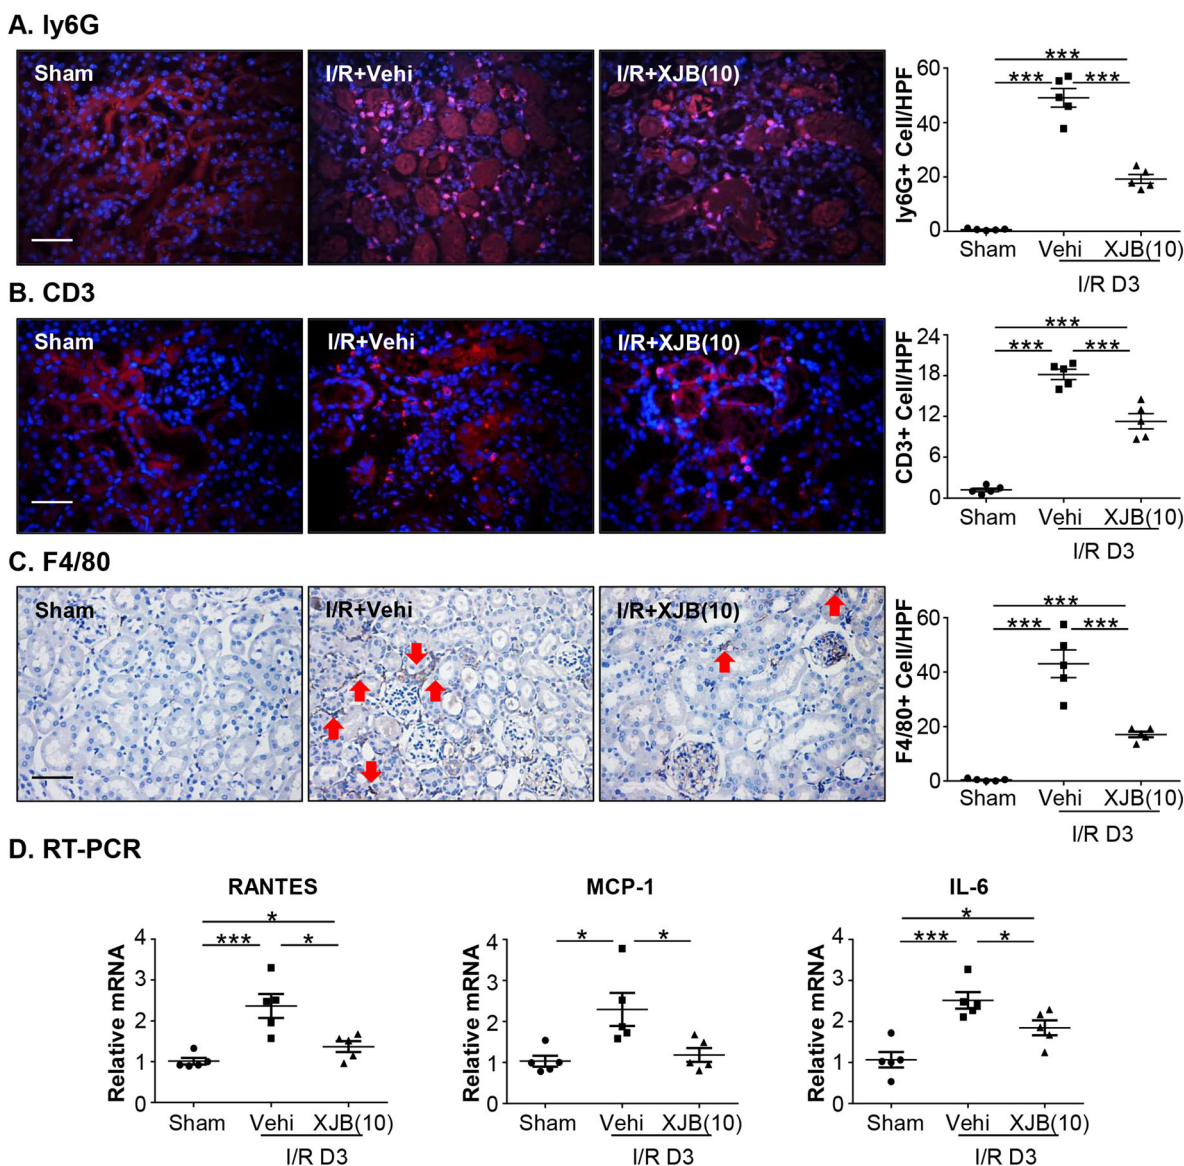 A. ly6G
Sham
I/R+Vehi
I/R+XJB(10)
ly6G+ Cell/HPF
60
40
20
0
***
*** ***
Sham Vehi XJB(10)
I/R D3
B. CD3
Sham
I/R+Vehi
I/R+XJB(10)
CD3+ Cell/HPF
24
18
12
6
0
***
*** ***
Sham Vehi XJB(10)
I/R D3
C. F4/80
Sham
I/R+Vehi
I/R+XJB(10)
F4/80+ Cell/HPF
60
40
20
0
***
*** ***
Sham Vehi XJB(10)
I/R D3
D. RT-PCR
RANTES
Relative mRNA
4
3
2
1
0
*
*** *
Sham Vehi XJB(10)
I/R D3
MCP-1
Relative mRNA
4
3
2
1
0
* *
Sham Vehi XJB(10)
I/R D3
IL-6
Relative mRNA
4
3
2
1
0
*
*** *
Sham Vehi XJB(10)
I/R D3